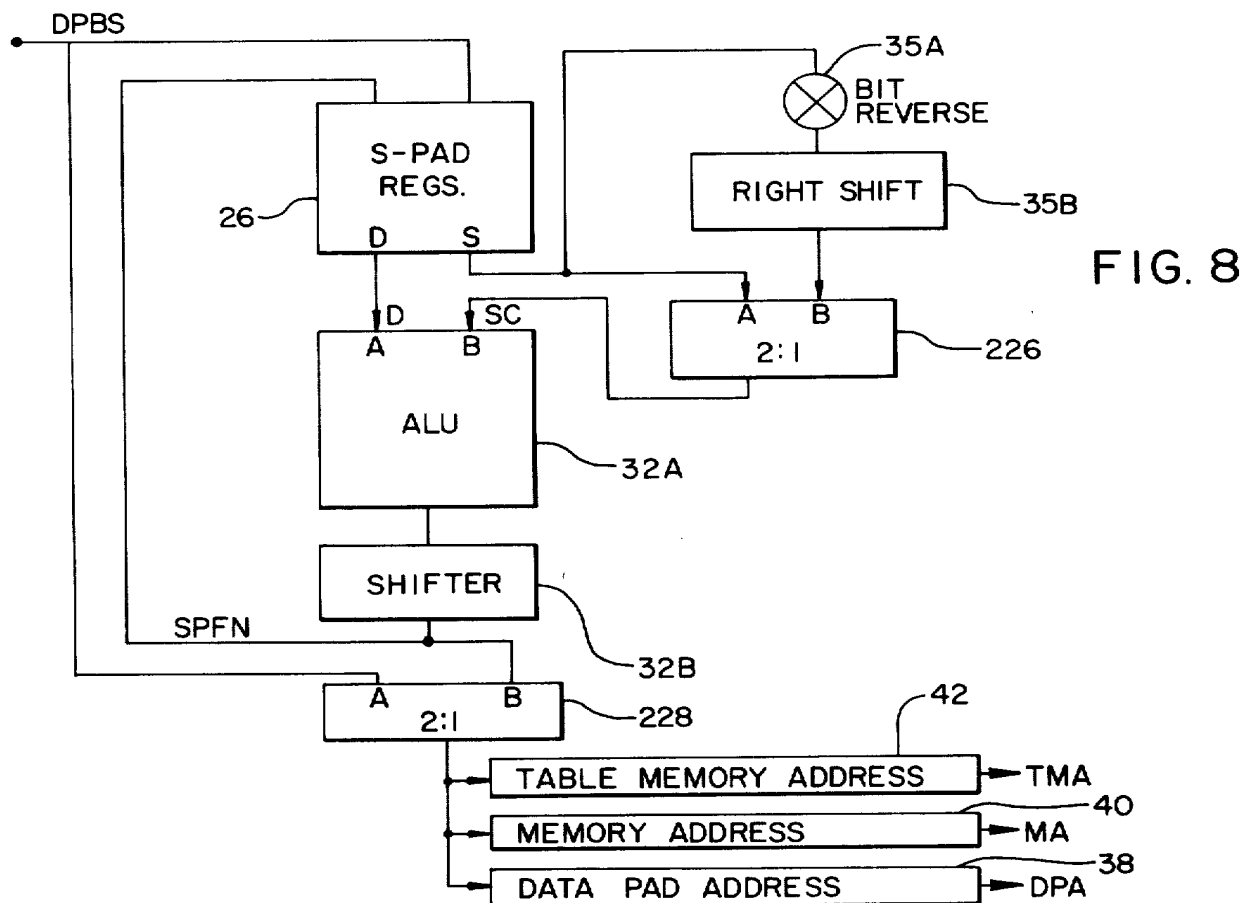 DPBS
35A
BIT
REVERSE
S-PAD
REGS.
RIGHT SHIFT
26
35B
D S
FIG. 8
D SC
A B
A B
2:1
226
ALU
32A
SHIFTER
SPFN
32B
A B
2:1
228
42
TABLE MEMORY ADDRESS
TMA
40
MEMORY ADDRESS
MA
38
DATA PAD ADDRESS
DPA